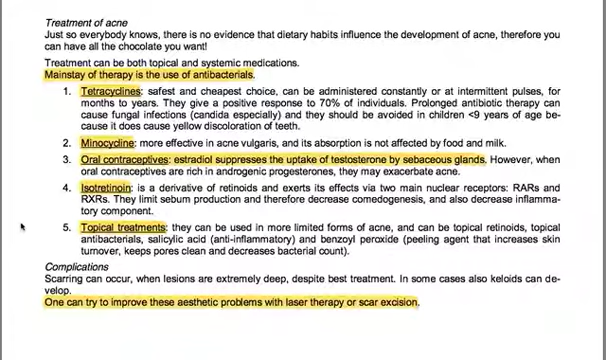 Treatment of acne
Just so everybody knows, there is no evidence that dietary habits influence the development of acne, therefore you
can have all the chocolate you want!
Treatment can be both topical and systemic medications.
Mainstay of therapy is the use of antibacterials.
1. Tetracyclines: safest and cheapest choice, can be administered constantly or at intermittent pulses, for
months to years. They give a positive response to 70% of individuals. Prolonged antibiotic therapy can
cause fungal infections (candida especially) and they should be avoided in children <9 years of age be-
cause it does cause yellow discoloration of teeth.
2. Minocycline: more effective in acne vulgaris, and its absorption is not affected by food and milk.
3. Oral contraceptives: estradiol suppresses the uptake of testosterone by sebaceous glands. However, when
oral contraceptives are rich in androgenic progesterones, they may exacerbate acne.
4. Isotretinoin: is a derivative of retinoids and exerts its effects via two main nuclear receptors: RARs and
RXRs. They limit sebum production and therefore decrease comedogenesis, and also decrease inflamma-
tory component.
5. Topical treatments: they can be used in more limited forms of acne, and can be topical retinoids, topical
antibacterials, salicylic acid (anti-inflammatory) and benzoyl peroxide (peeling agent that increases skin
turnover, keeps pores clean and decreases bacterial count).
Complications
Scarring can occur, when lesions are extremely deep, despite best treatment. In some cases also keloids can de-
velop.
One can try to improve these aesthetic problems with laser therapy or scar excision.